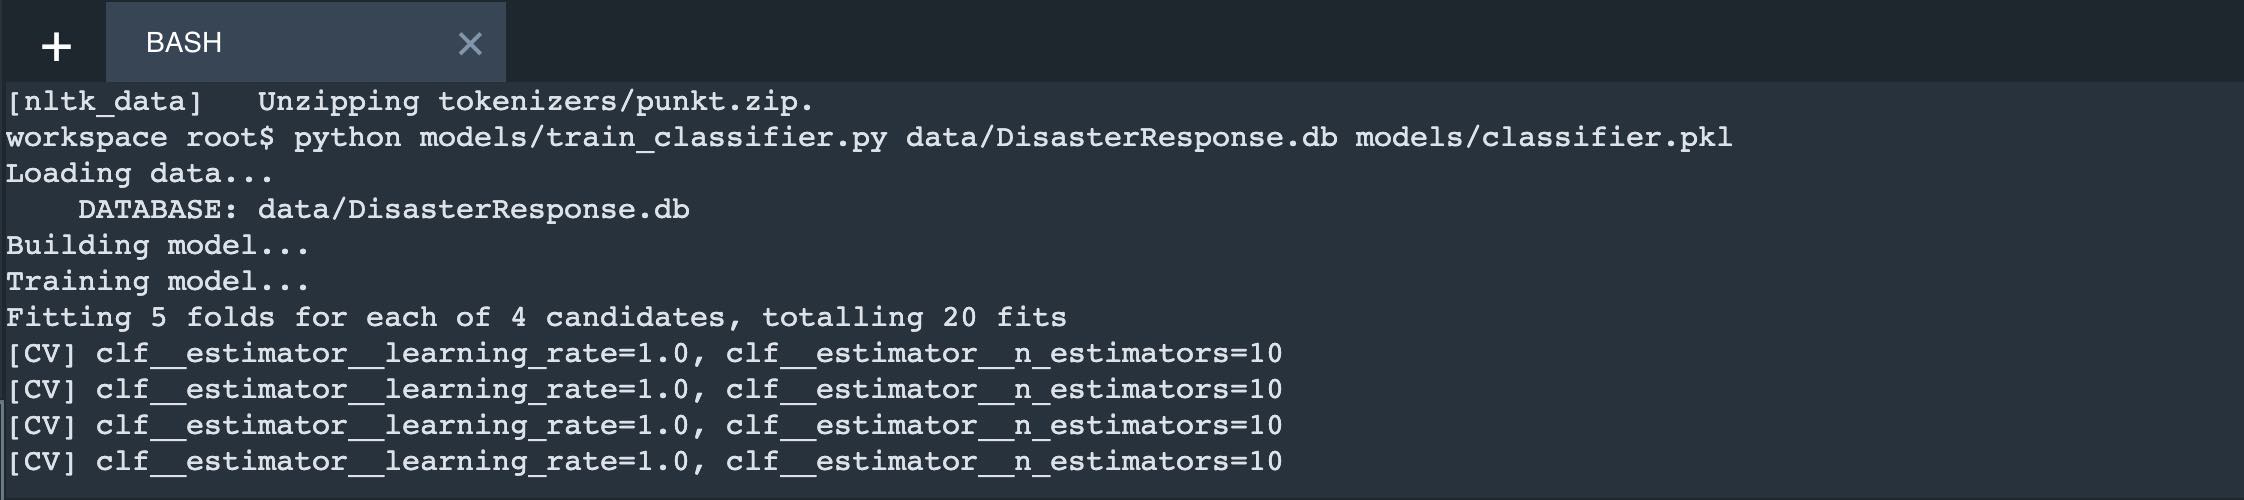 BASH
[nltk_data]   Unzipping tokenizers/punkt.zip.
workspace root$ python models/train_classifier.py data/DisasterResponse.db models/classifier.pkl
Loading data...
    DATABASE: data/DisasterResponse.db
Building model...
Training model...
Fitting 5 folds for each of 4 candidates, totalling 20 fits
[CV] clf__estimator__learning_rate=1.0, clf__estimator__n_estimators=10
[CV] clf__estimator__learning_rate=1.0, clf__estimator__n_estimators=10
[CV] clf__estimator__learning_rate=1.0, clf__estimator__n_estimators=10
[CV] clf__estimator__learning_rate=1.0, clf__estimator__n_estimators=10